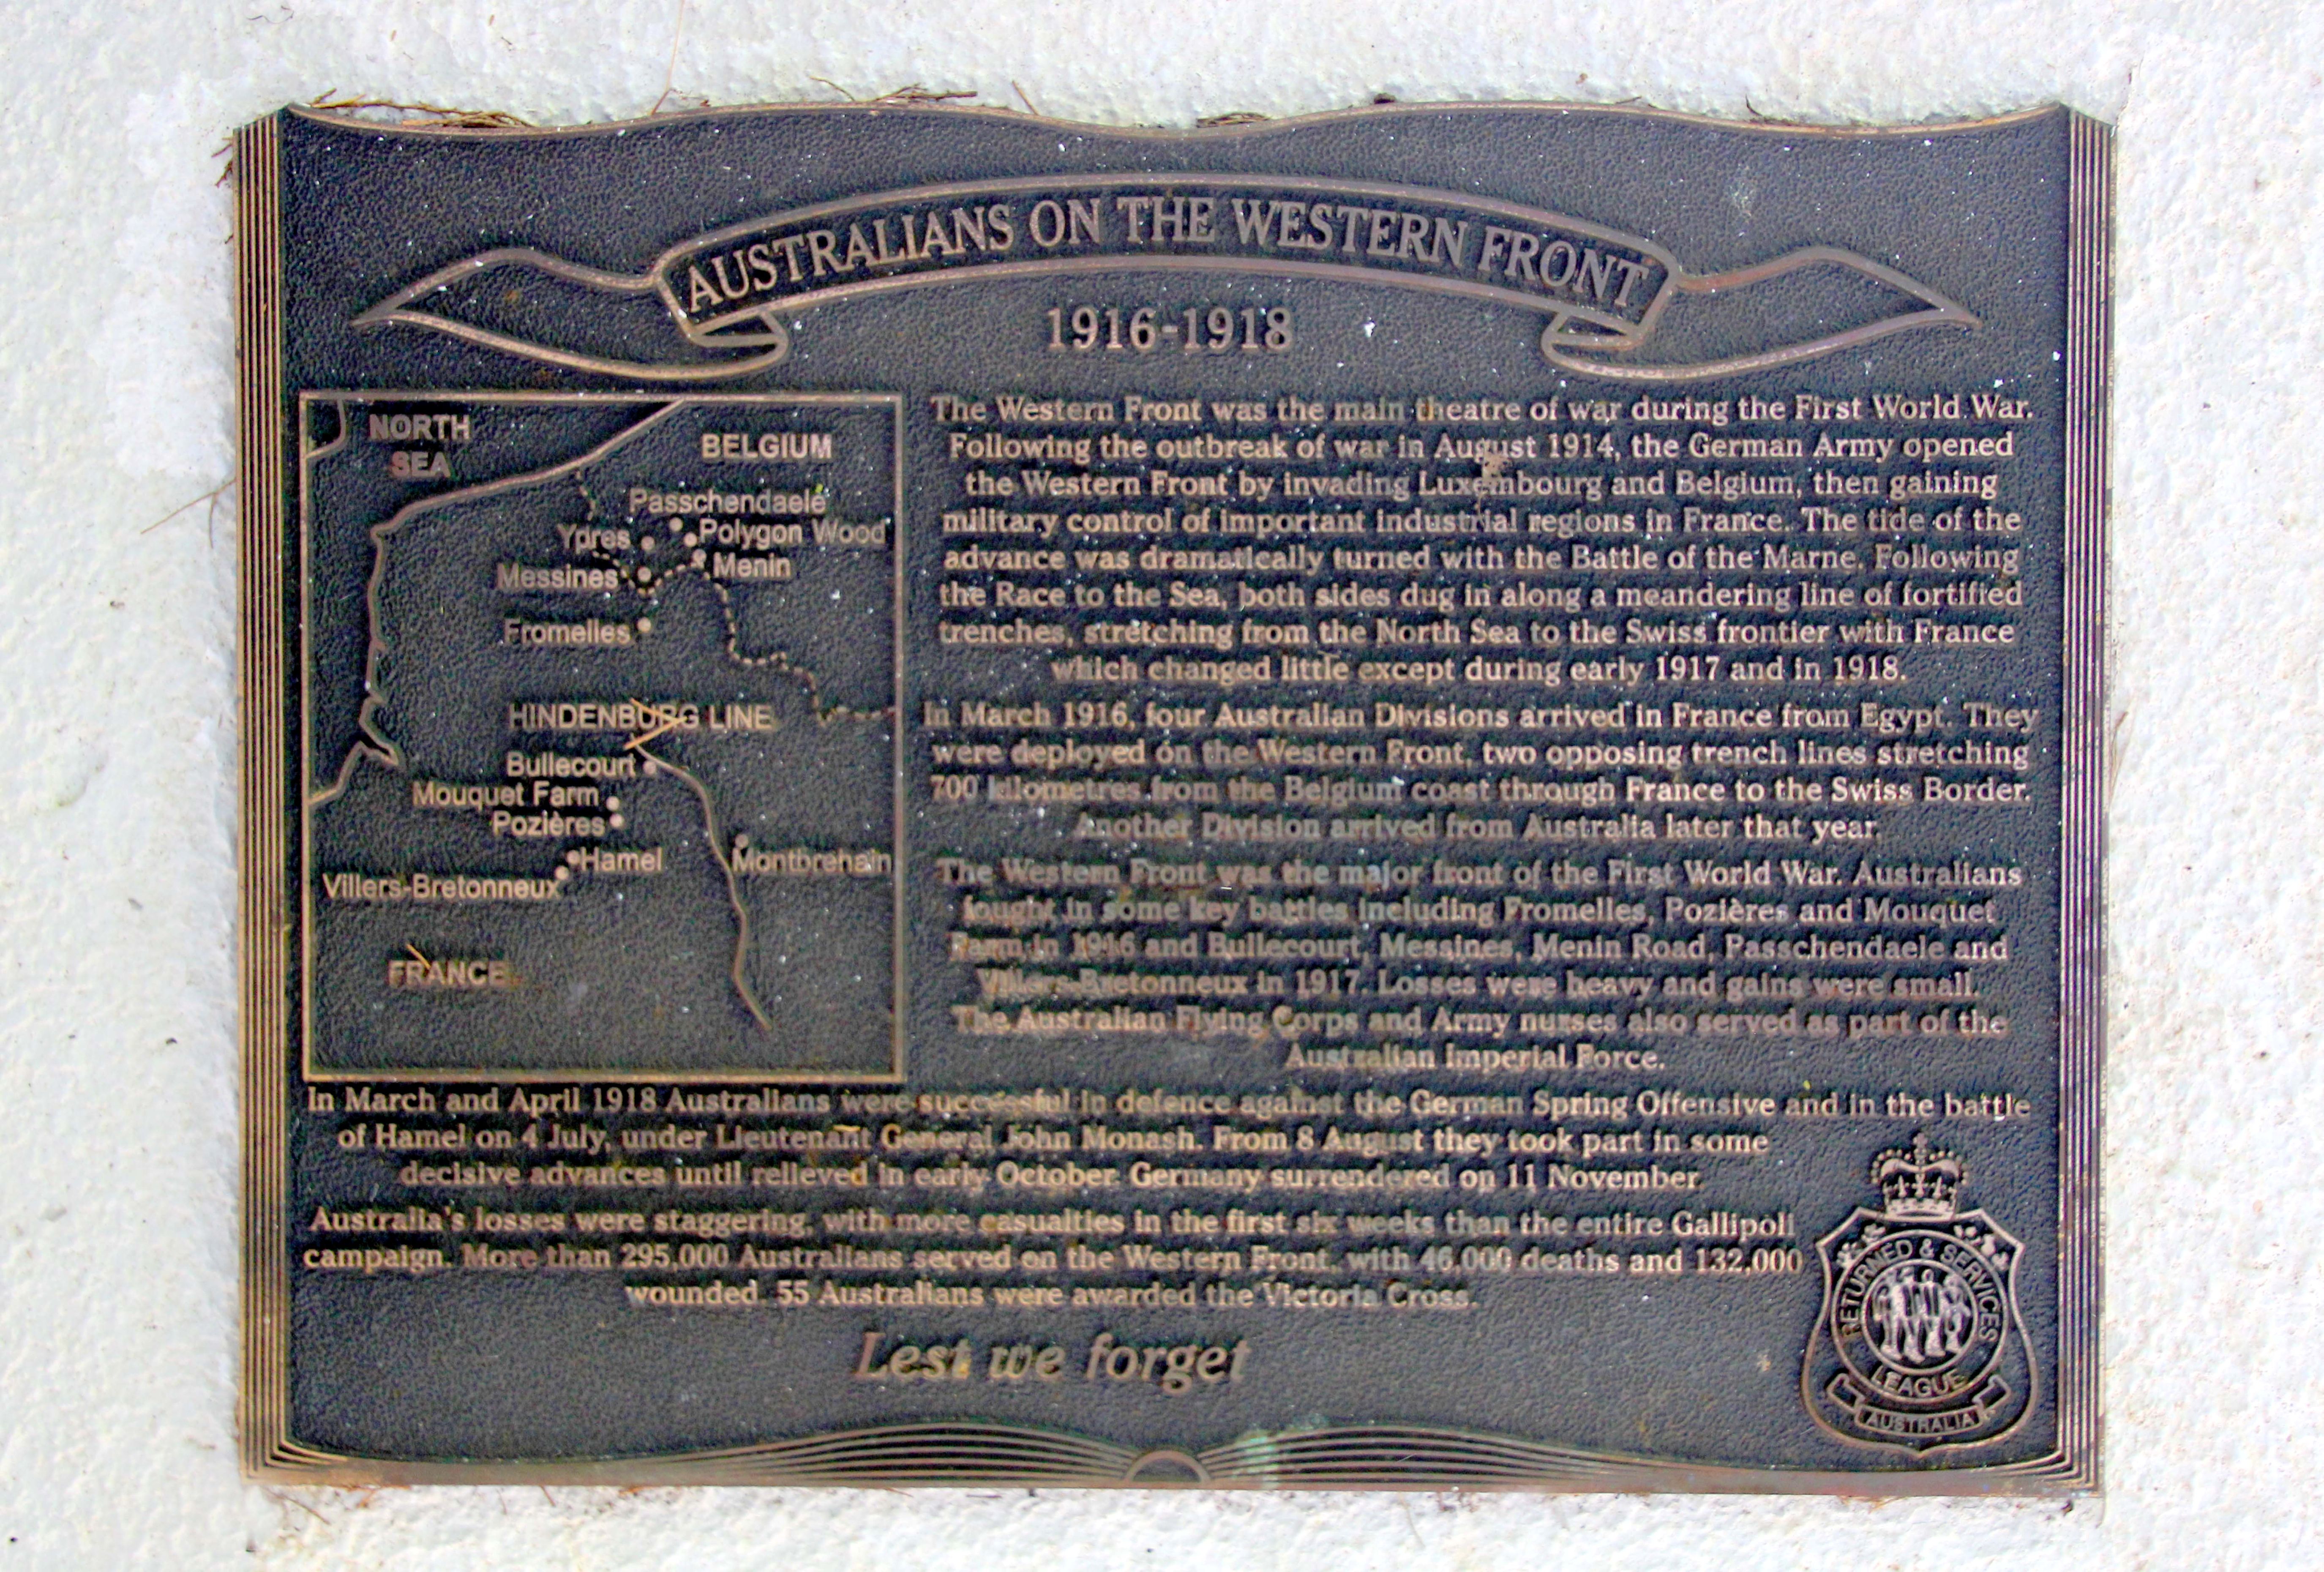 AUSTRALIANS ON THE WESTERN FRONT
1916-1918
NORTH
SEA
BELGIUM
Passchendaele
Ypres
Polygon Wood
Messines
Menin
Fromelles
HINDENBURG LINE
Bullecourt
Mouquet Farm
Pozières
Hamel
Montbrehain
Villers-Bretonneux
FRANCE
The Western Front was the main theatre of war during the First World War.
Following the outbreak of war in August 1914, the German Army opened
the Western Front by invading Luxembourg and Belgium, then gaining
military control of important industrial regions in France. The tide of the
advance was dramatically turned with the Battle of the Marne. Following
the Race to the Sea, both sides dug in along a meandering line of fortified
trenches, stretching from the North Sea to the Swiss frontier with France
which changed little except during early 1917 and in 1918.
In March 1916, four Australian Divisions arrived in France from Egypt. They
were deployed on the Western Front, two opposing trench lines stretching
700 kilometres from the Belgium coast through France to the Swiss Border.
Another Division arrived from Australia later that year.
The Western Front was the major front of the First World War. Australians
fought in some key battles including Fromelles, Pozières and Mouquet
Farm in 1916 and Bullecourt, Messines, Menin Road, Passchendaele and
Villers-Bretonneux in 1917. Losses were heavy and gains were small.
The Australian Flying Corps and Army nurses also served as part of the
Australian Imperial Force.
In March and April 1918 Australians were successful in defence against the German Spring Offensive and in the battle
of Hamel on 4 July, under Lieutenant General John Monash. From 8 August they took part in some
decisive advances until relieved in early October. Germany surrendered on 11 November.
Australia's losses were staggering, with more casualties in the first six weeks than the entire Gallipoli
campaign. More than 295,000 Australians served on the Western Front, with 46,000 deaths and 132,000
wounded. 55 Australians were awarded the Victoria Cross.
Lest we forget
RETURNED & SERVICES
LEAGUE
AUSTRALIA